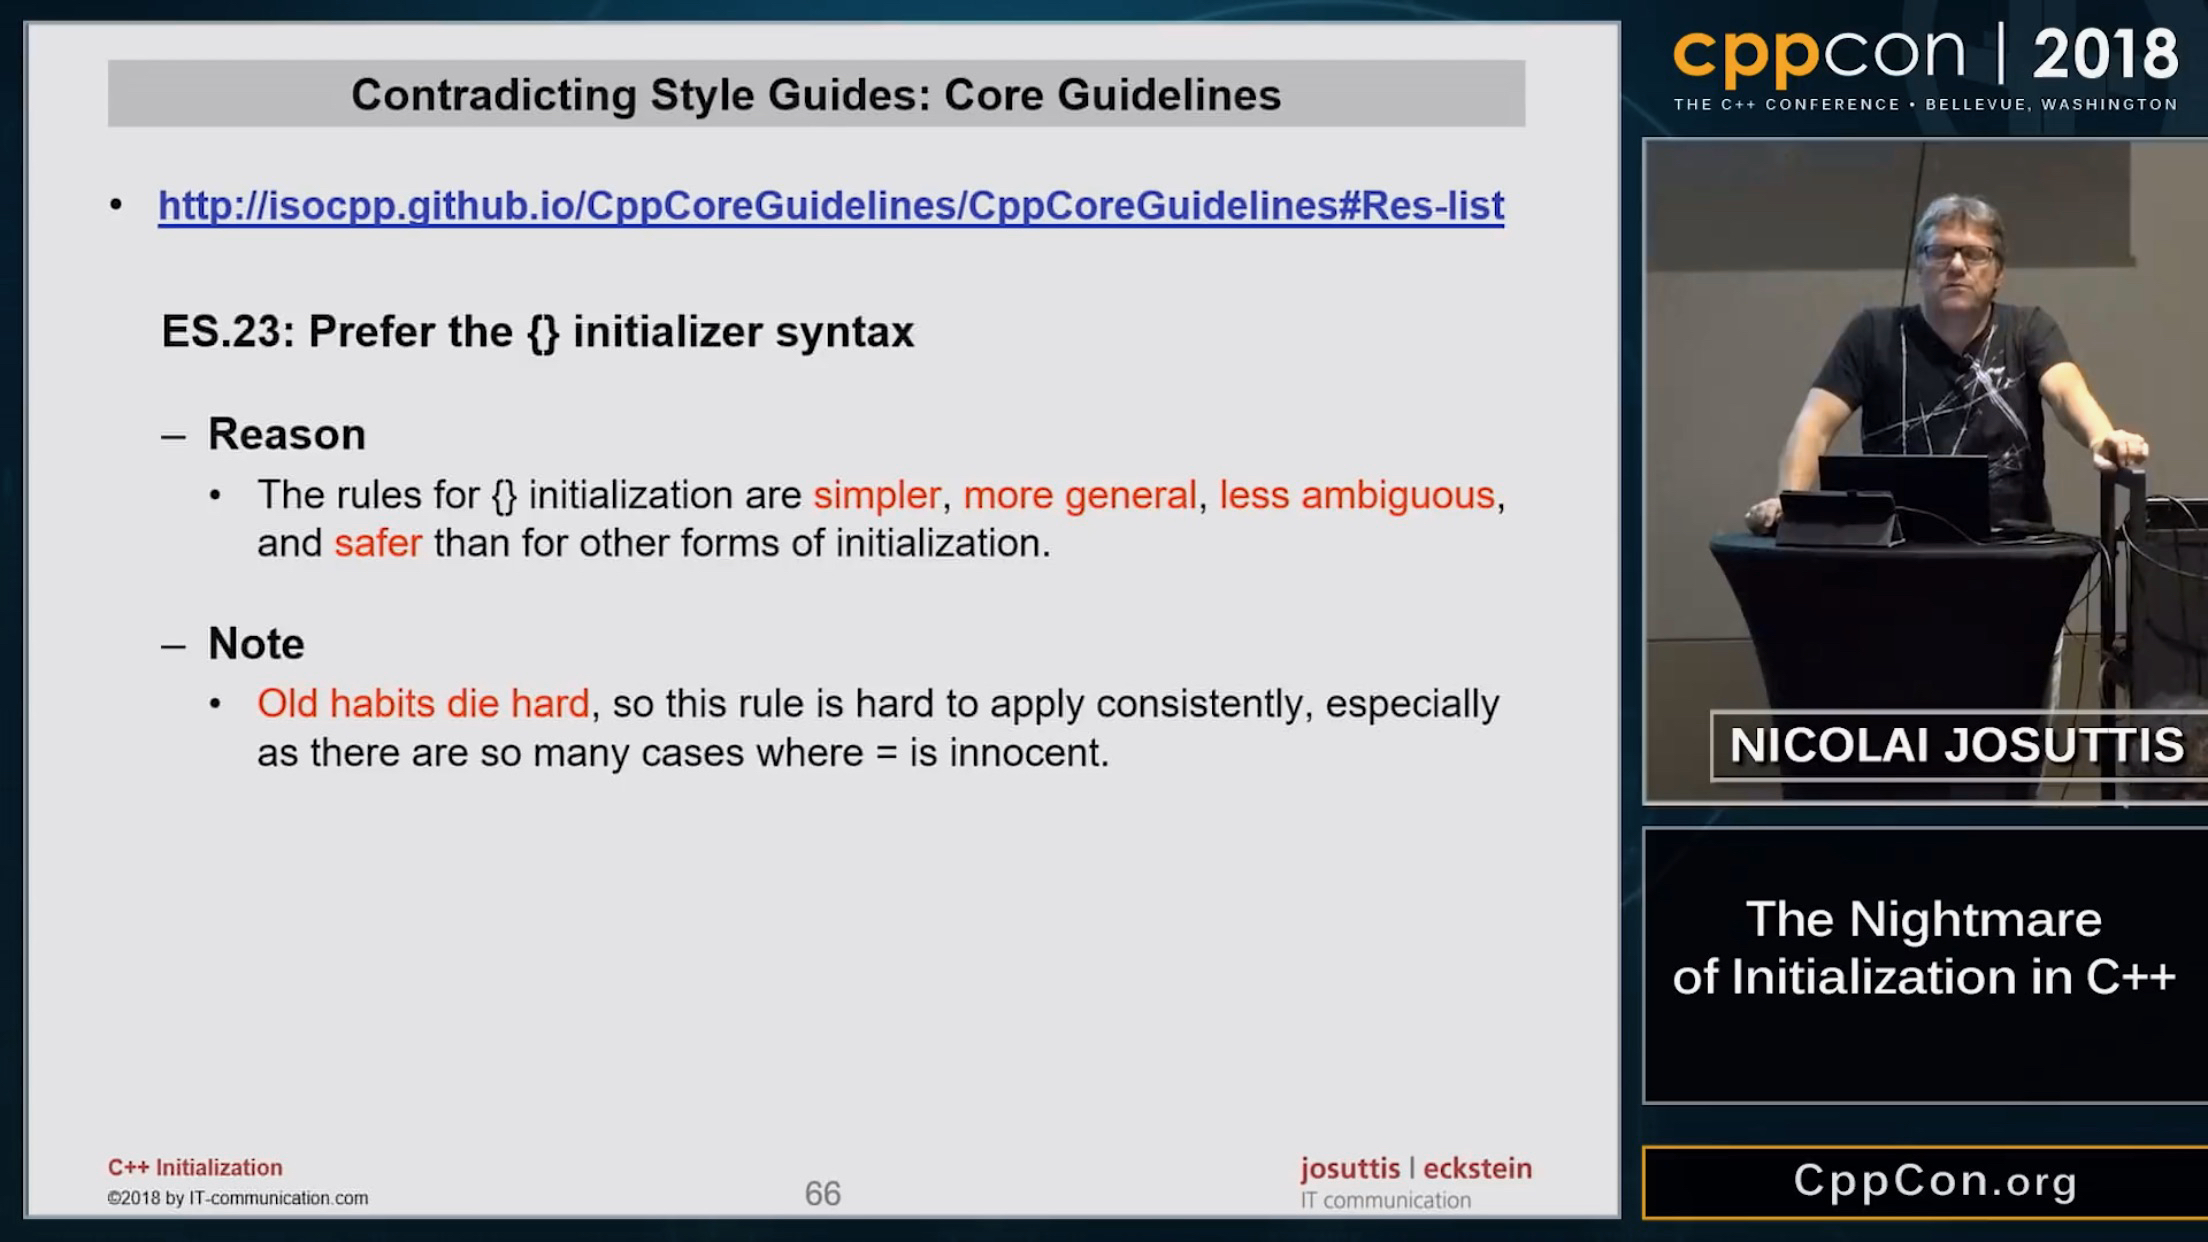 Contradicting Style Guides: Core Guidelines
• http://isocpp.github.io/CppCoreGuidelines/CppCoreGuidelines#Res-list
ES.23: Prefer the {} initializer syntax
– Reason
• The rules for {} initialization are simpler, more general, less ambiguous,
and safer than for other forms of initialization.
– Note
• Old habits die hard, so this rule is hard to apply consistently, especially
as there are so many cases where = is innocent.
C++ Initialization
©2018 by IT-communication.com
66
josuttis | eckstein
IT communication
cppcon | 2018
THE C++ CONFERENCE • BELLEVUE, WASHINGTON
NICOLAI JOSUTTIS
The Nightmare
of Initialization in C++
CppCon.org